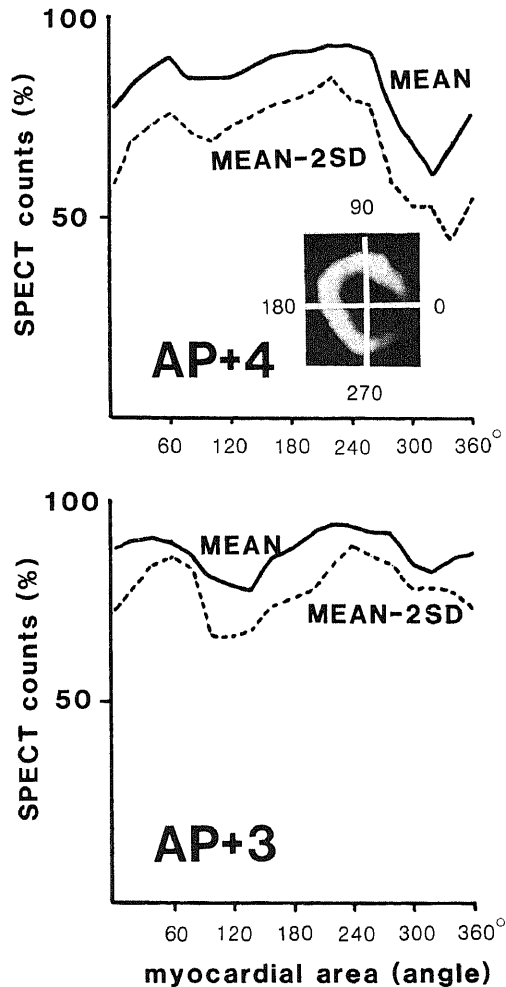 100
SPECT counts (%)
MEAN
MEAN-2SD
50
90
180
0
AP+4
270
60 120 180 240 300 360°
100
SPECT counts (%)
MEAN
MEAN-2SD
50
AP+3
60 120 180 240 300 360°
myocardial area (angle)